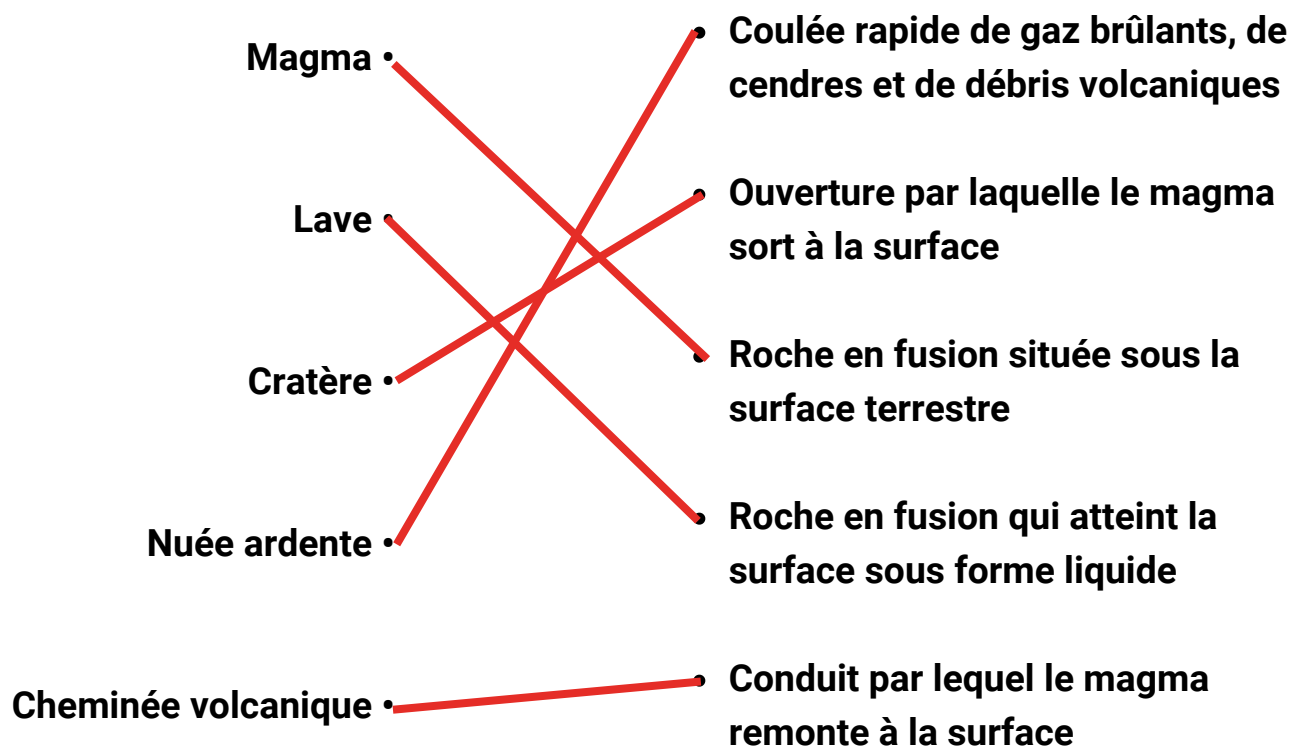 Magma •
Lave •
Cratère •
Nuée ardente •
Cheminée volcanique •
• Coulée rapide de gaz brûlants, de
cendres et de débris volcaniques
• Ouverture par laquelle le magma
sort à la surface
• Roche en fusion située sous la
surface terrestre
• Roche en fusion qui atteint la
surface sous forme liquide
• Conduit par lequel le magma
remonte à la surface